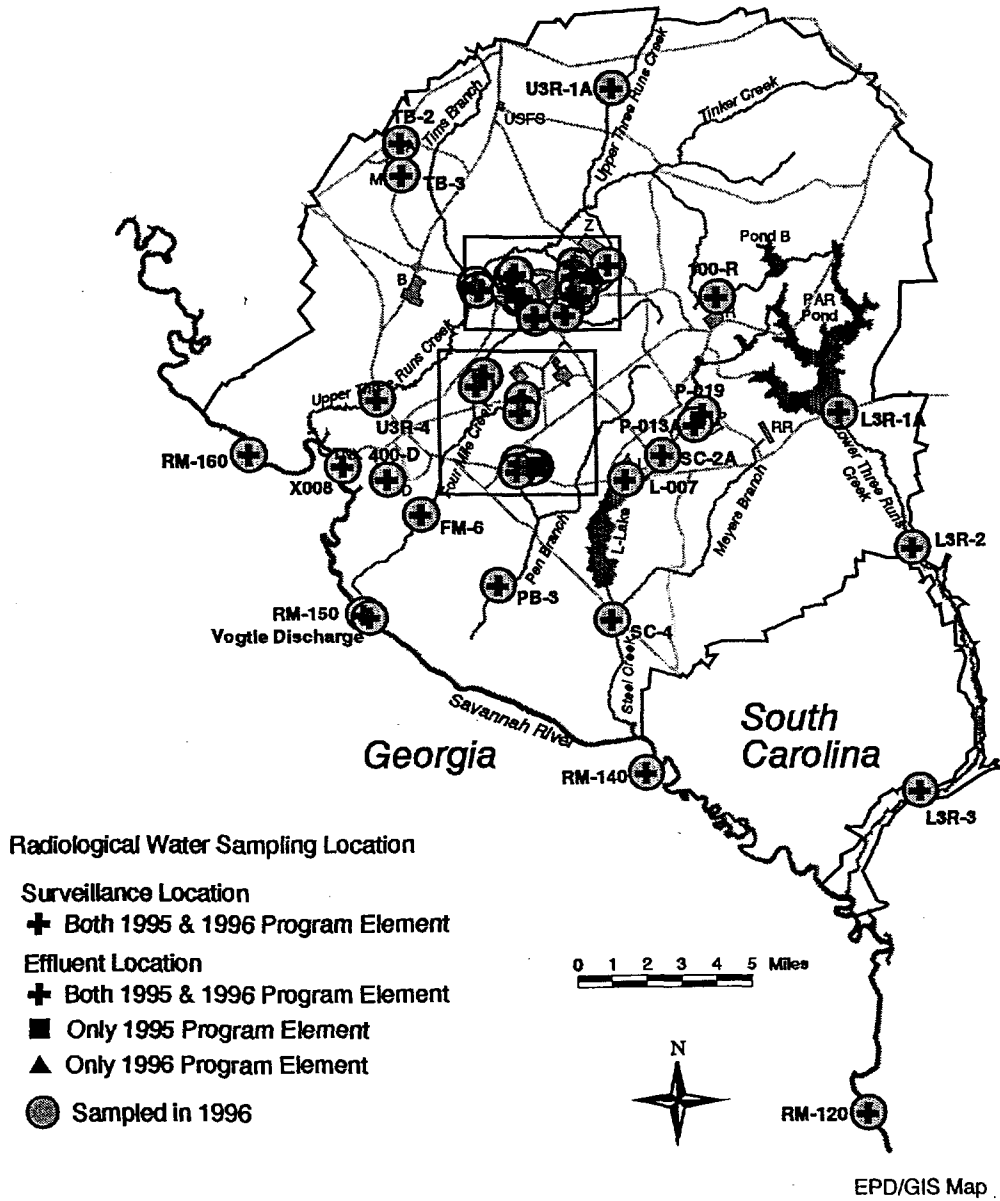 U3R-1A
Upper Three Runs Creek
Tinker Creek
TB-2
Tims Branch
USFS
A
M
TB-3
Z
Pond B
B
100-R
R
PAR
Pond
Upper Three Runs Creek
U3R-4
Four Mile Creek
P-019
P
P-013A
RR
L3R-1A
RM-160
X008
400-D
D
SC-2A
L-007
Lower Three Runs
Creek
FM-6
L-Lake
Meyers Branch
L3R-2
Pen Branch
PB-3
RM-150
Vogtle Discharge
SC-4
Steel Creek
Savannah River
Georgia
South
Carolina
RM-140
L3R-3
Radiological Water Sampling Location
Surveillance Location
Both 1995 & 1996 Program Element
Effluent Location
Both 1995 & 1996 Program Element
Only 1995 Program Element
Only 1996 Program Element
Sampled in 1996
0 1 2 3 4 5 Miles
N
RM-120
EPD/GIS Map